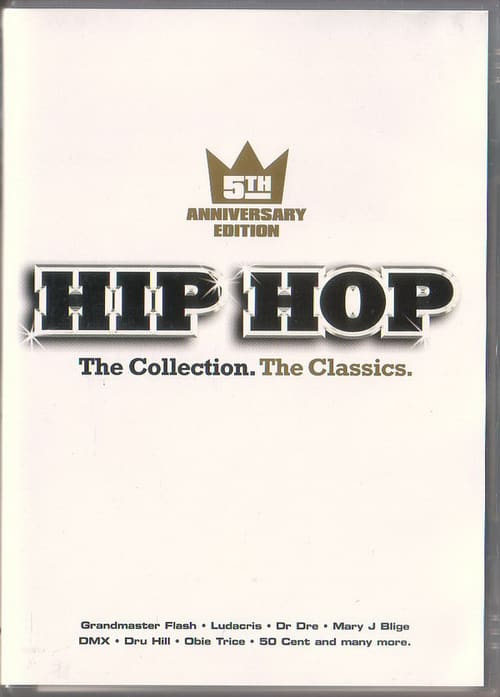 5TH
ANNIVERSARY
EDITION
HIP HOP
The Collection. The Classics.
Grandmaster Flash • Ludacris • Dr Dre • Mary J Blige
DMX • Dru Hill • Obie Trice • 50 Cent and many more.